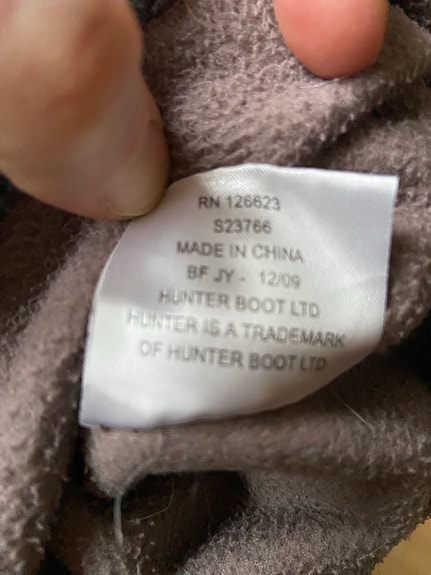 RN 126623
S23766
MADE IN CHINA
BF JY - 12/09
HUNTER BOOT LTD
HUNTER IS A TRADEMARK
OF HUNTER BOOT LTD